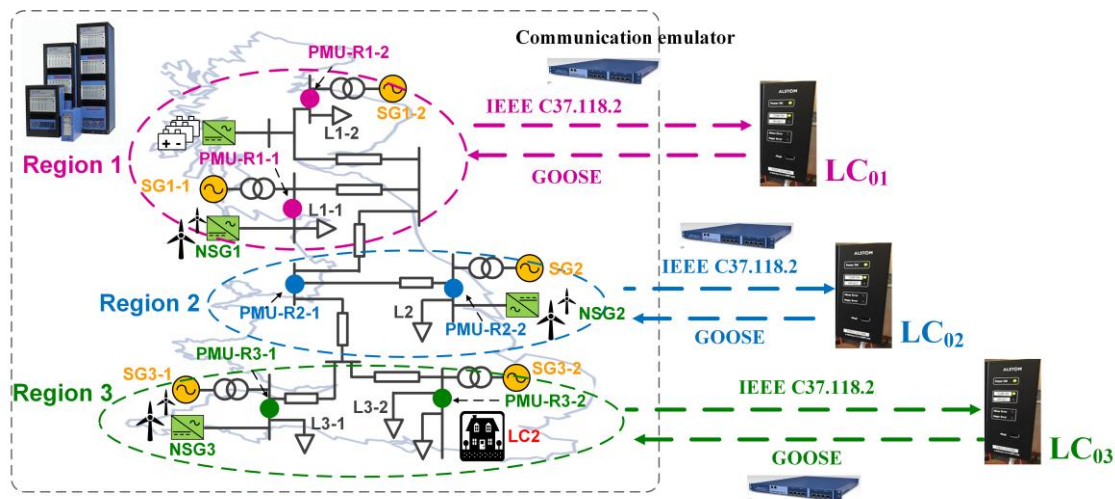 Communication emulator
PMU-R1-2
SG1-2
L1-2
Region 1
PMU-R1-1
SG1-1
L1-1
NSG1
IEEE C37.118.2
GOOSE
ALSTOM
LC01
Region 2
PMU-R2-1
SG2
L2
PMU-R2-2
NSG2
IEEE C37.118.2
GOOSE
ALSTOM
LC02
PMU-R3-1
SG3-1
SG3-2
Region 3
L3-2
PMU-R3-2
L3-1
NSG3
LC2
IEEE C37.118.2
GOOSE
ALSTOM
LC03